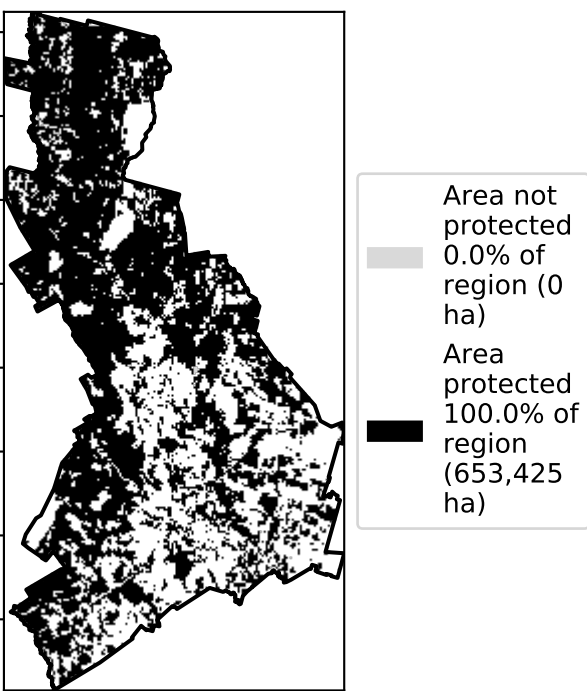 Area not
protected
0.0% of
region (0
ha)
Area
protected
100.0% of
region
(653,425
ha)